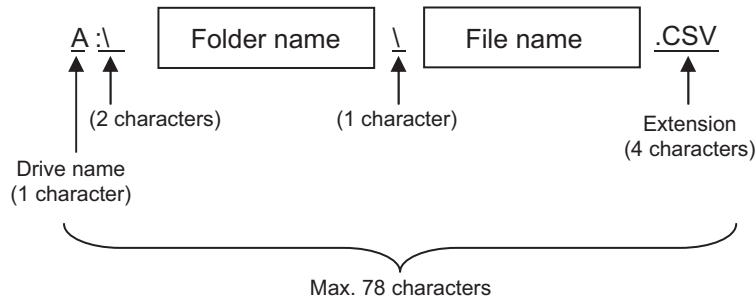 A :\ Folder name \ File name .CSV
(2 characters) (1 character) Extension
(4 characters)
Drive name
(1 character)
Max. 78 characters